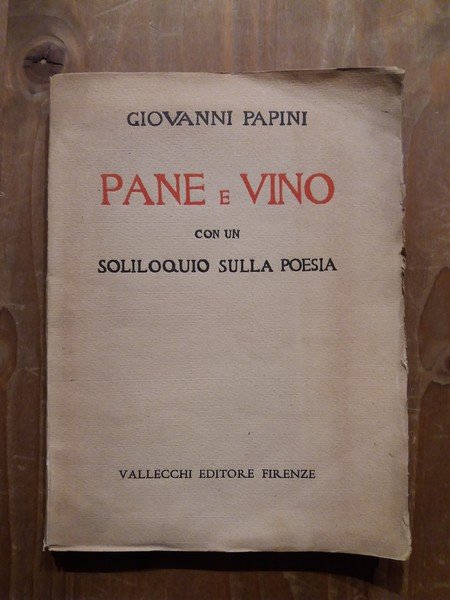 GIOVANNI PAPINI
PANE E VINO
CON UN
SOLILOQUIO SULLA POESIA
VALLECCHI EDITORE FIRENZE